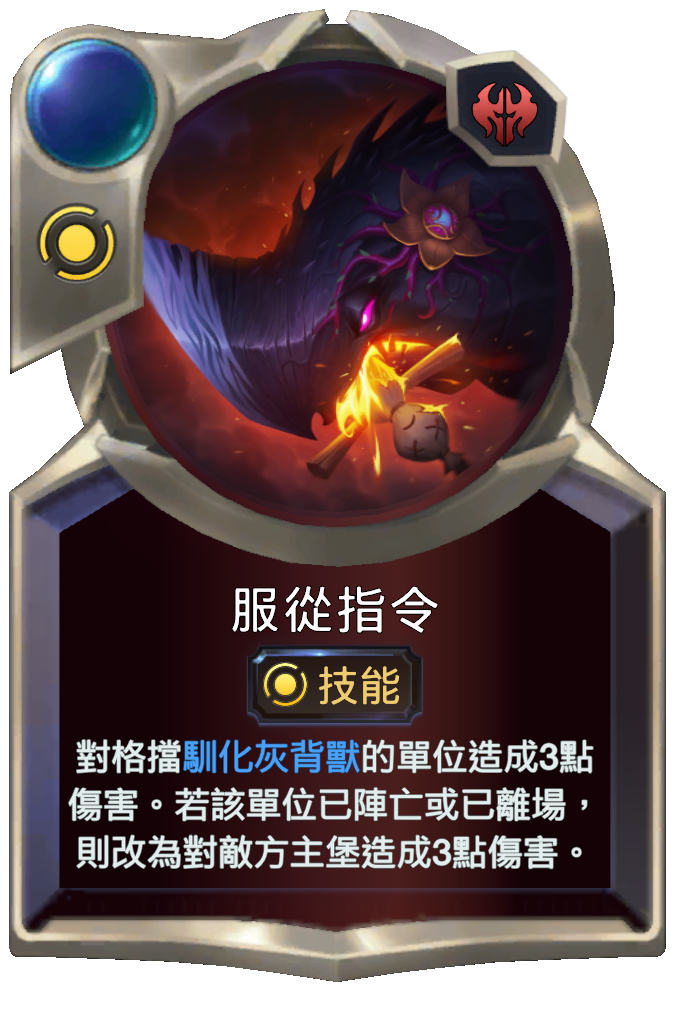 服從指令
技能
對格擋馴化灰背獸的單位造成3點
傷害。若該單位已陣亡或已離場，
則改為對敵方主堡造成3點傷害。